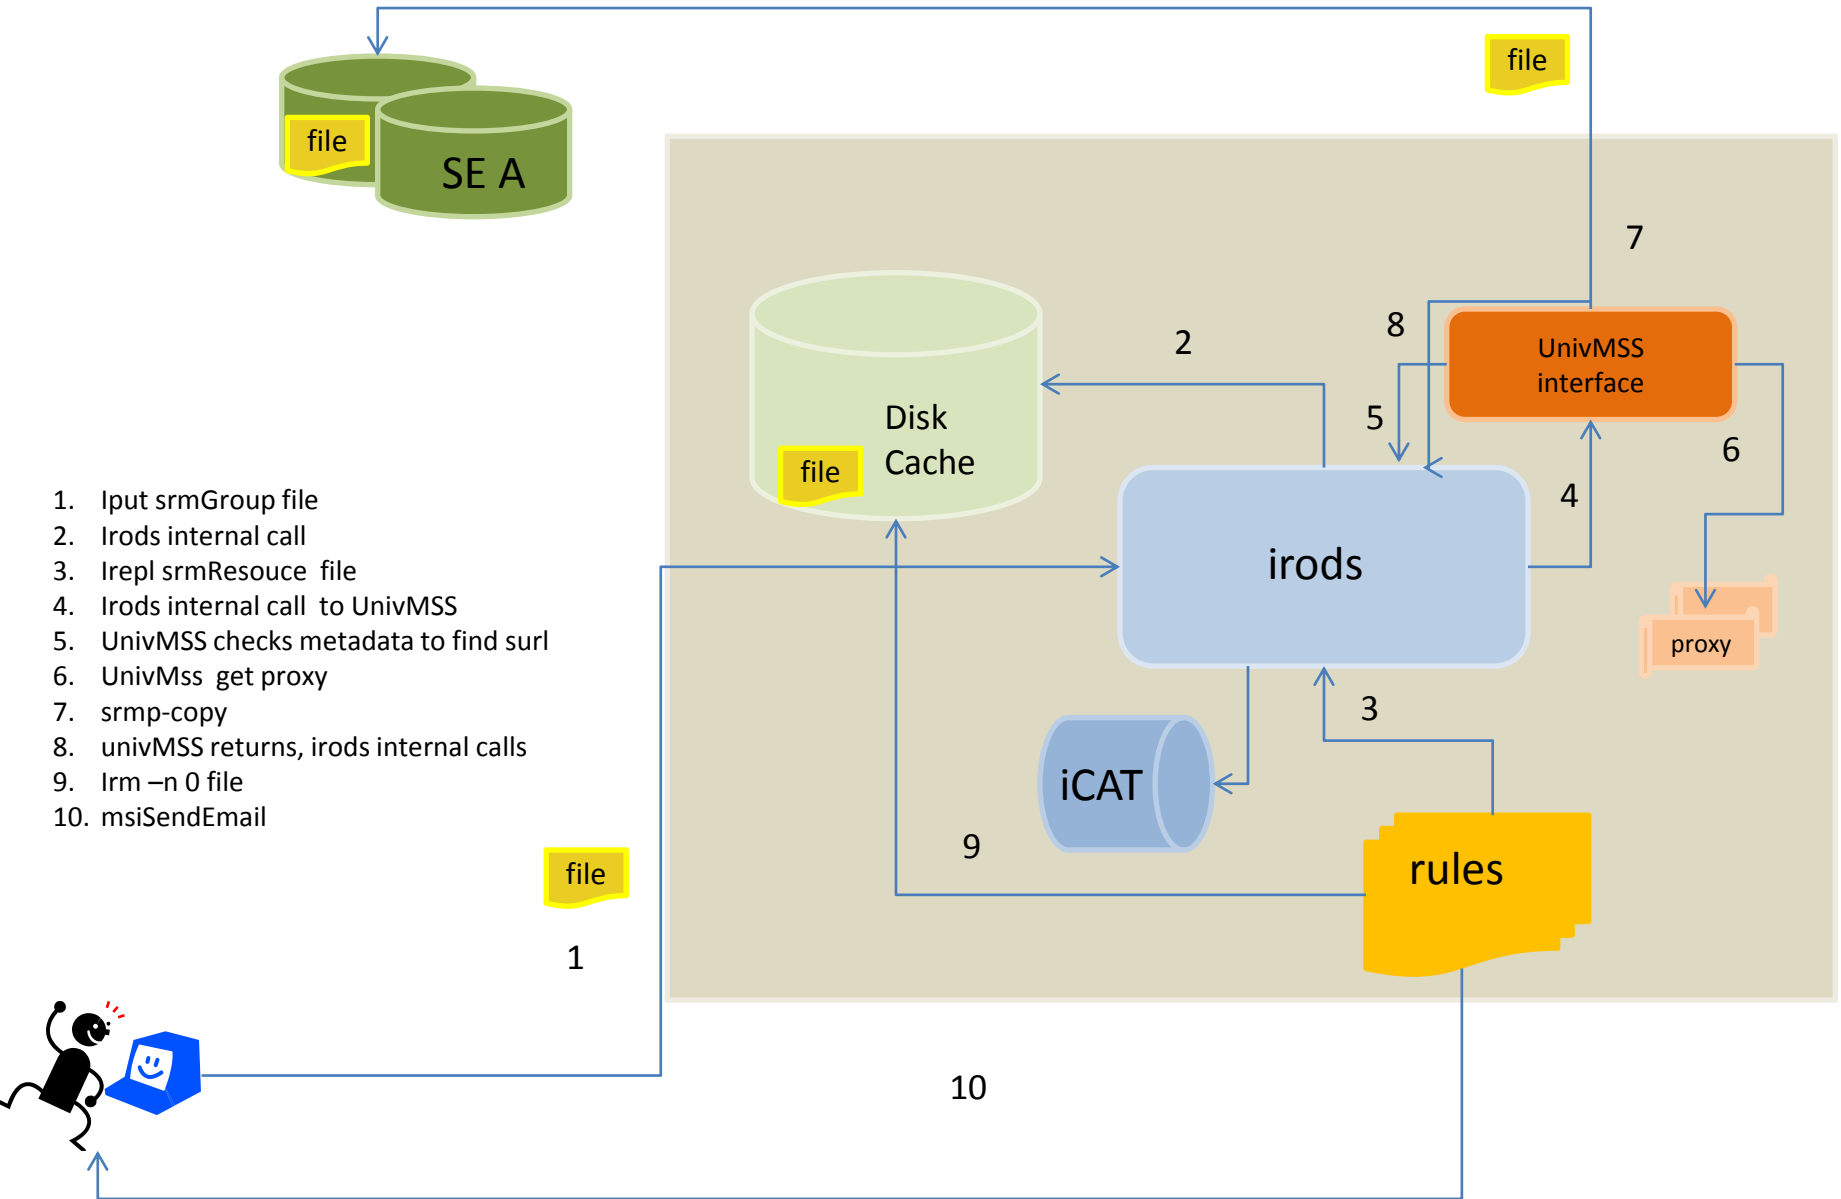 file
file
SE A
7
8
2
UnivMSS
interface
Disk
Cache
5
6
file
4
1. Iput srmGroup file
2. Irods internal call
3. Irepl srmResouce file
4. Irods internal call to UnivMSS
5. UnivMSS checks metadata to find surl
6. UnivMss get proxy
7. srmp-copy
8. univMSS returns, irods internal calls
9. Irm –n 0 file
10. msiSendEmail
irods
proxy
3
iCAT
9
rules
file
1
10